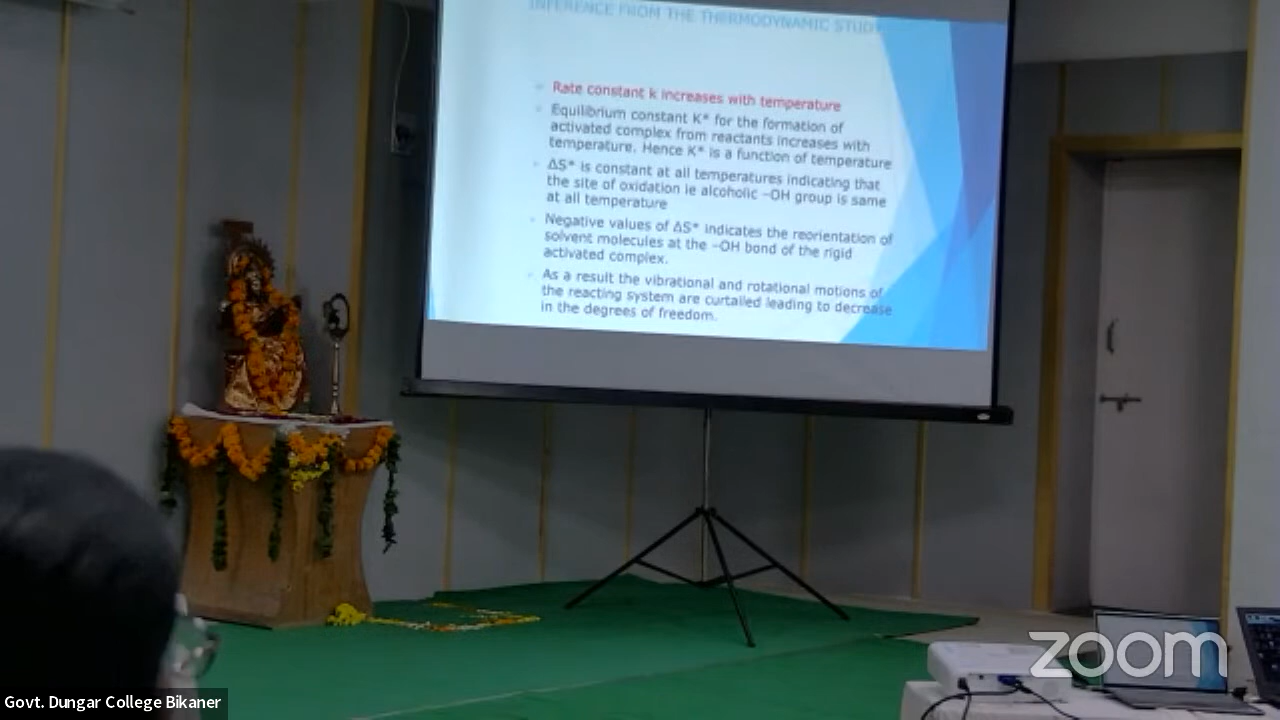 INFERENCE FROM THE THERMODYNAMIC STUDY
Rate constant k increases with temperature
Equilibrium constant K* for the formation of
activated complex from reactants increases with
temperature. Hence K* is a function of temperature
ΔS* is constant at all temperatures indicating that
the site of oxidation ie alcoholic –OH group is same
at all temperature
Negative values of ΔS* indicates the reorientation of
solvent molecules at the –OH bond of the rigid
activated complex.
As a result the vibrational and rotational motions of
the reacting system are curtailed leading to decrease
in the degrees of freedom.
zoom
Govt. Dungar College Bikaner